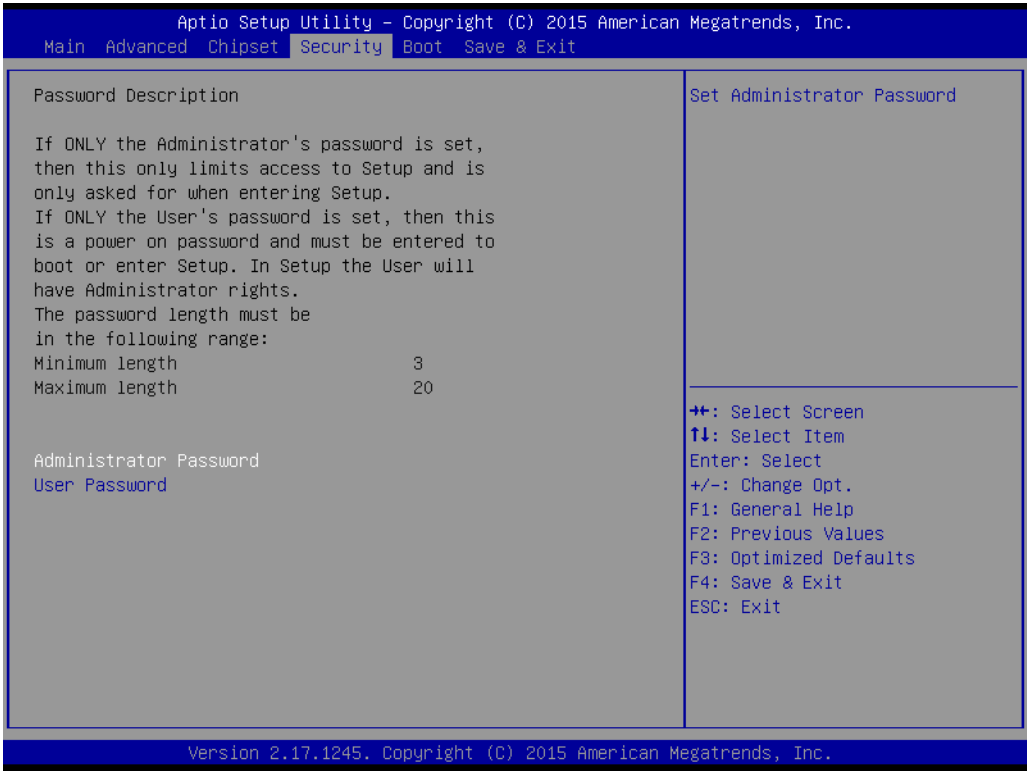 Aptio Setup Utility – Copyright (C) 2015 American Megatrends, Inc.
Main Advanced Chipset Security Boot Save & Exit
Password Description
If ONLY the Administrator's password is set,
then this only limits access to Setup and is
only asked for when entering Setup.
If ONLY the User's password is set, then this
is a power on password and must be entered to
boot or enter Setup. In Setup the User will
have Administrator rights.
The password length must be
in the following range:
Minimum length 3
Maximum length 20
Administrator Password
User Password
Set Administrator Password
→←: Select Screen
↑↓: Select Item
Enter: Select
+/-: Change Opt.
F1: General Help
F2: Previous Values
F3: Optimized Defaults
F4: Save & Exit
ESC: Exit
Version 2.17.1245. Copyright (C) 2015 American Megatrends, Inc.